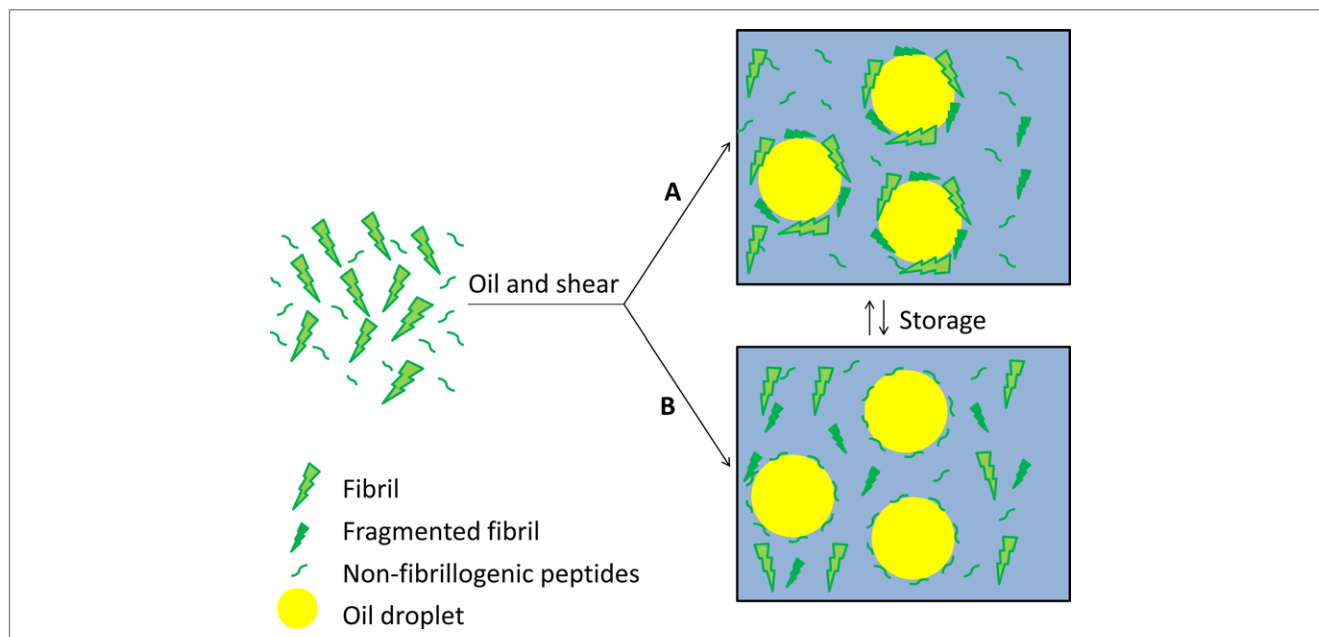 A
Oil and shear
Storage
B
Fibril
Fragmented fibril
Non-fibrillogenic peptides
Oil droplet